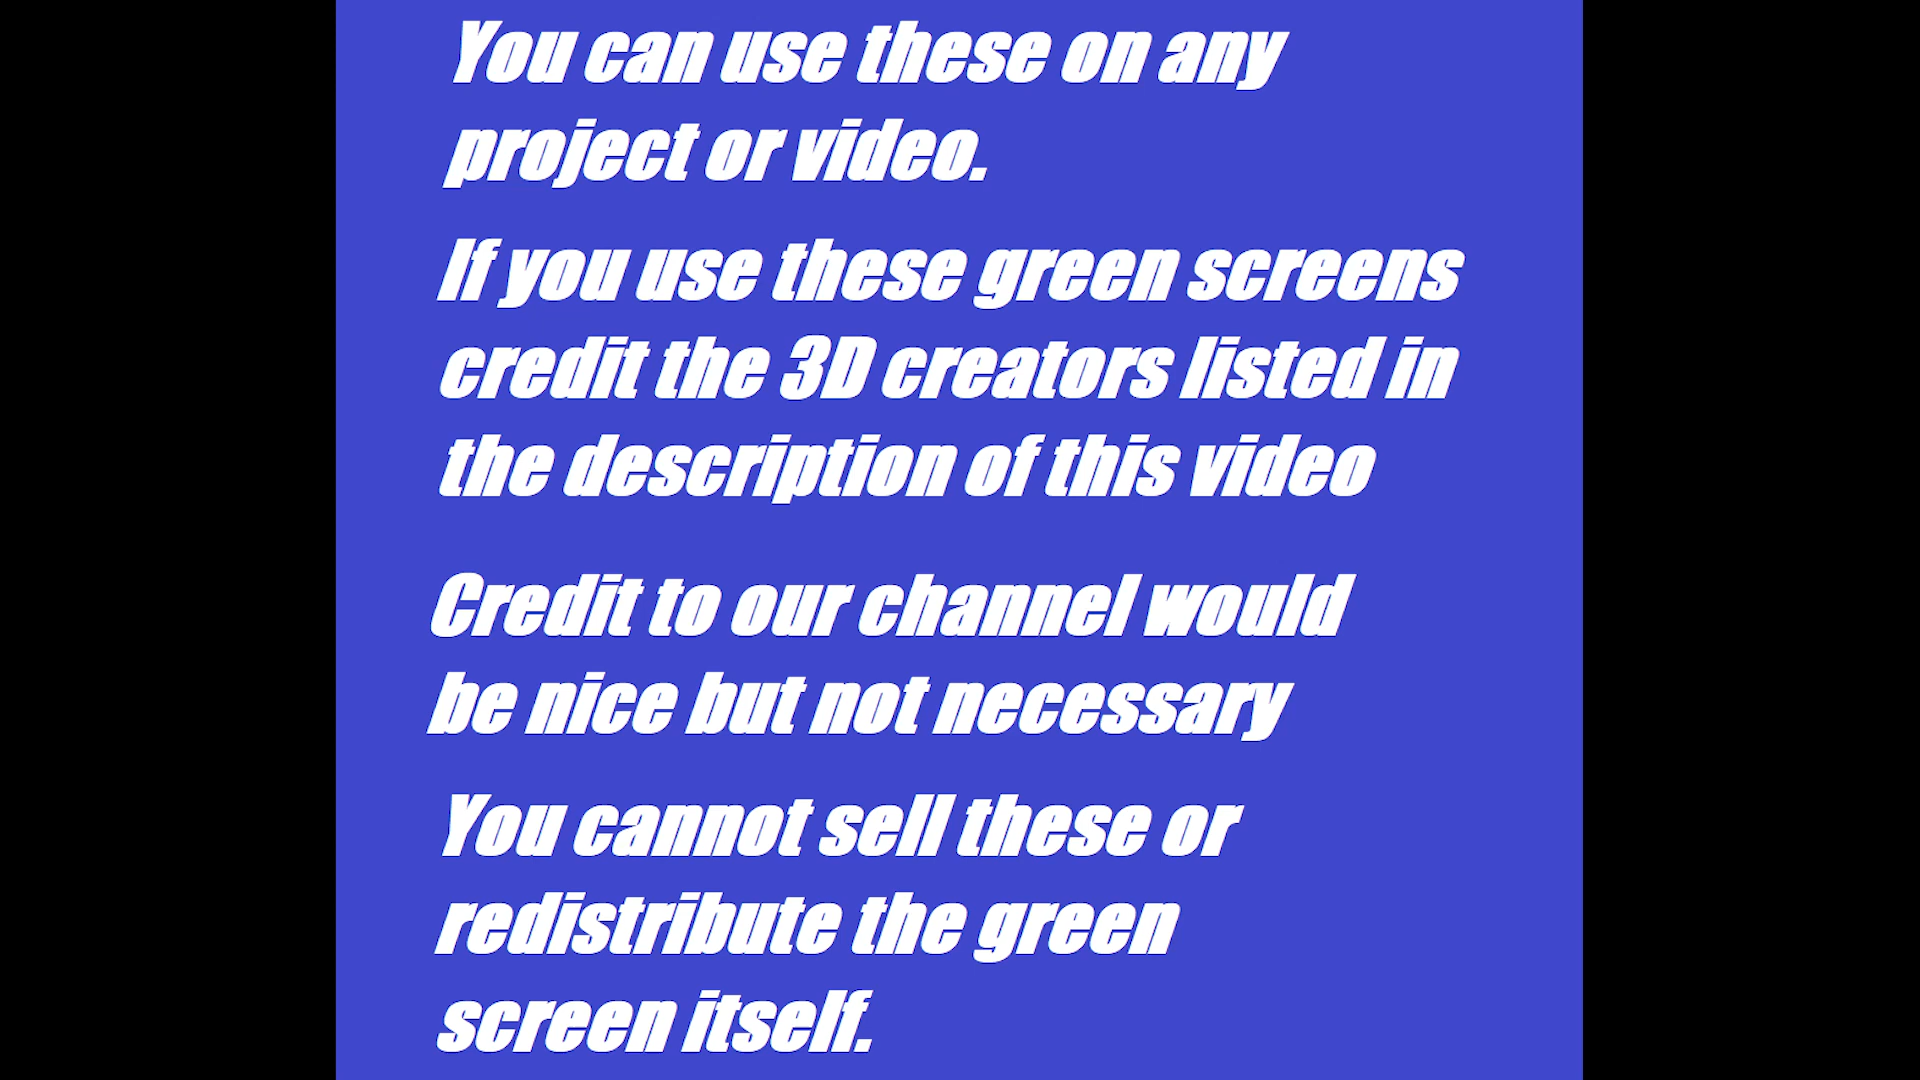 You can use these on any
project or video.
If you use these green screens
credit the 3D creators listed in
the description of this video
Credit to our channel would
be nice but not necessary
You cannot sell these or
redistribute the green
screen itself.